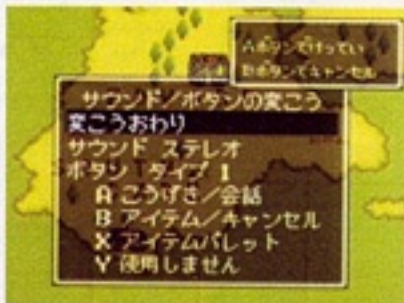 Aボタンでけってい
Bボタンでキャンセル
サウンド／ボタンの変こう
変こうおわり
サウンド ステレオ
ボタン タイプ 1
A こうげき／会話
B アイテム／キャンセル
X アイテムパレット
Y 使用しません